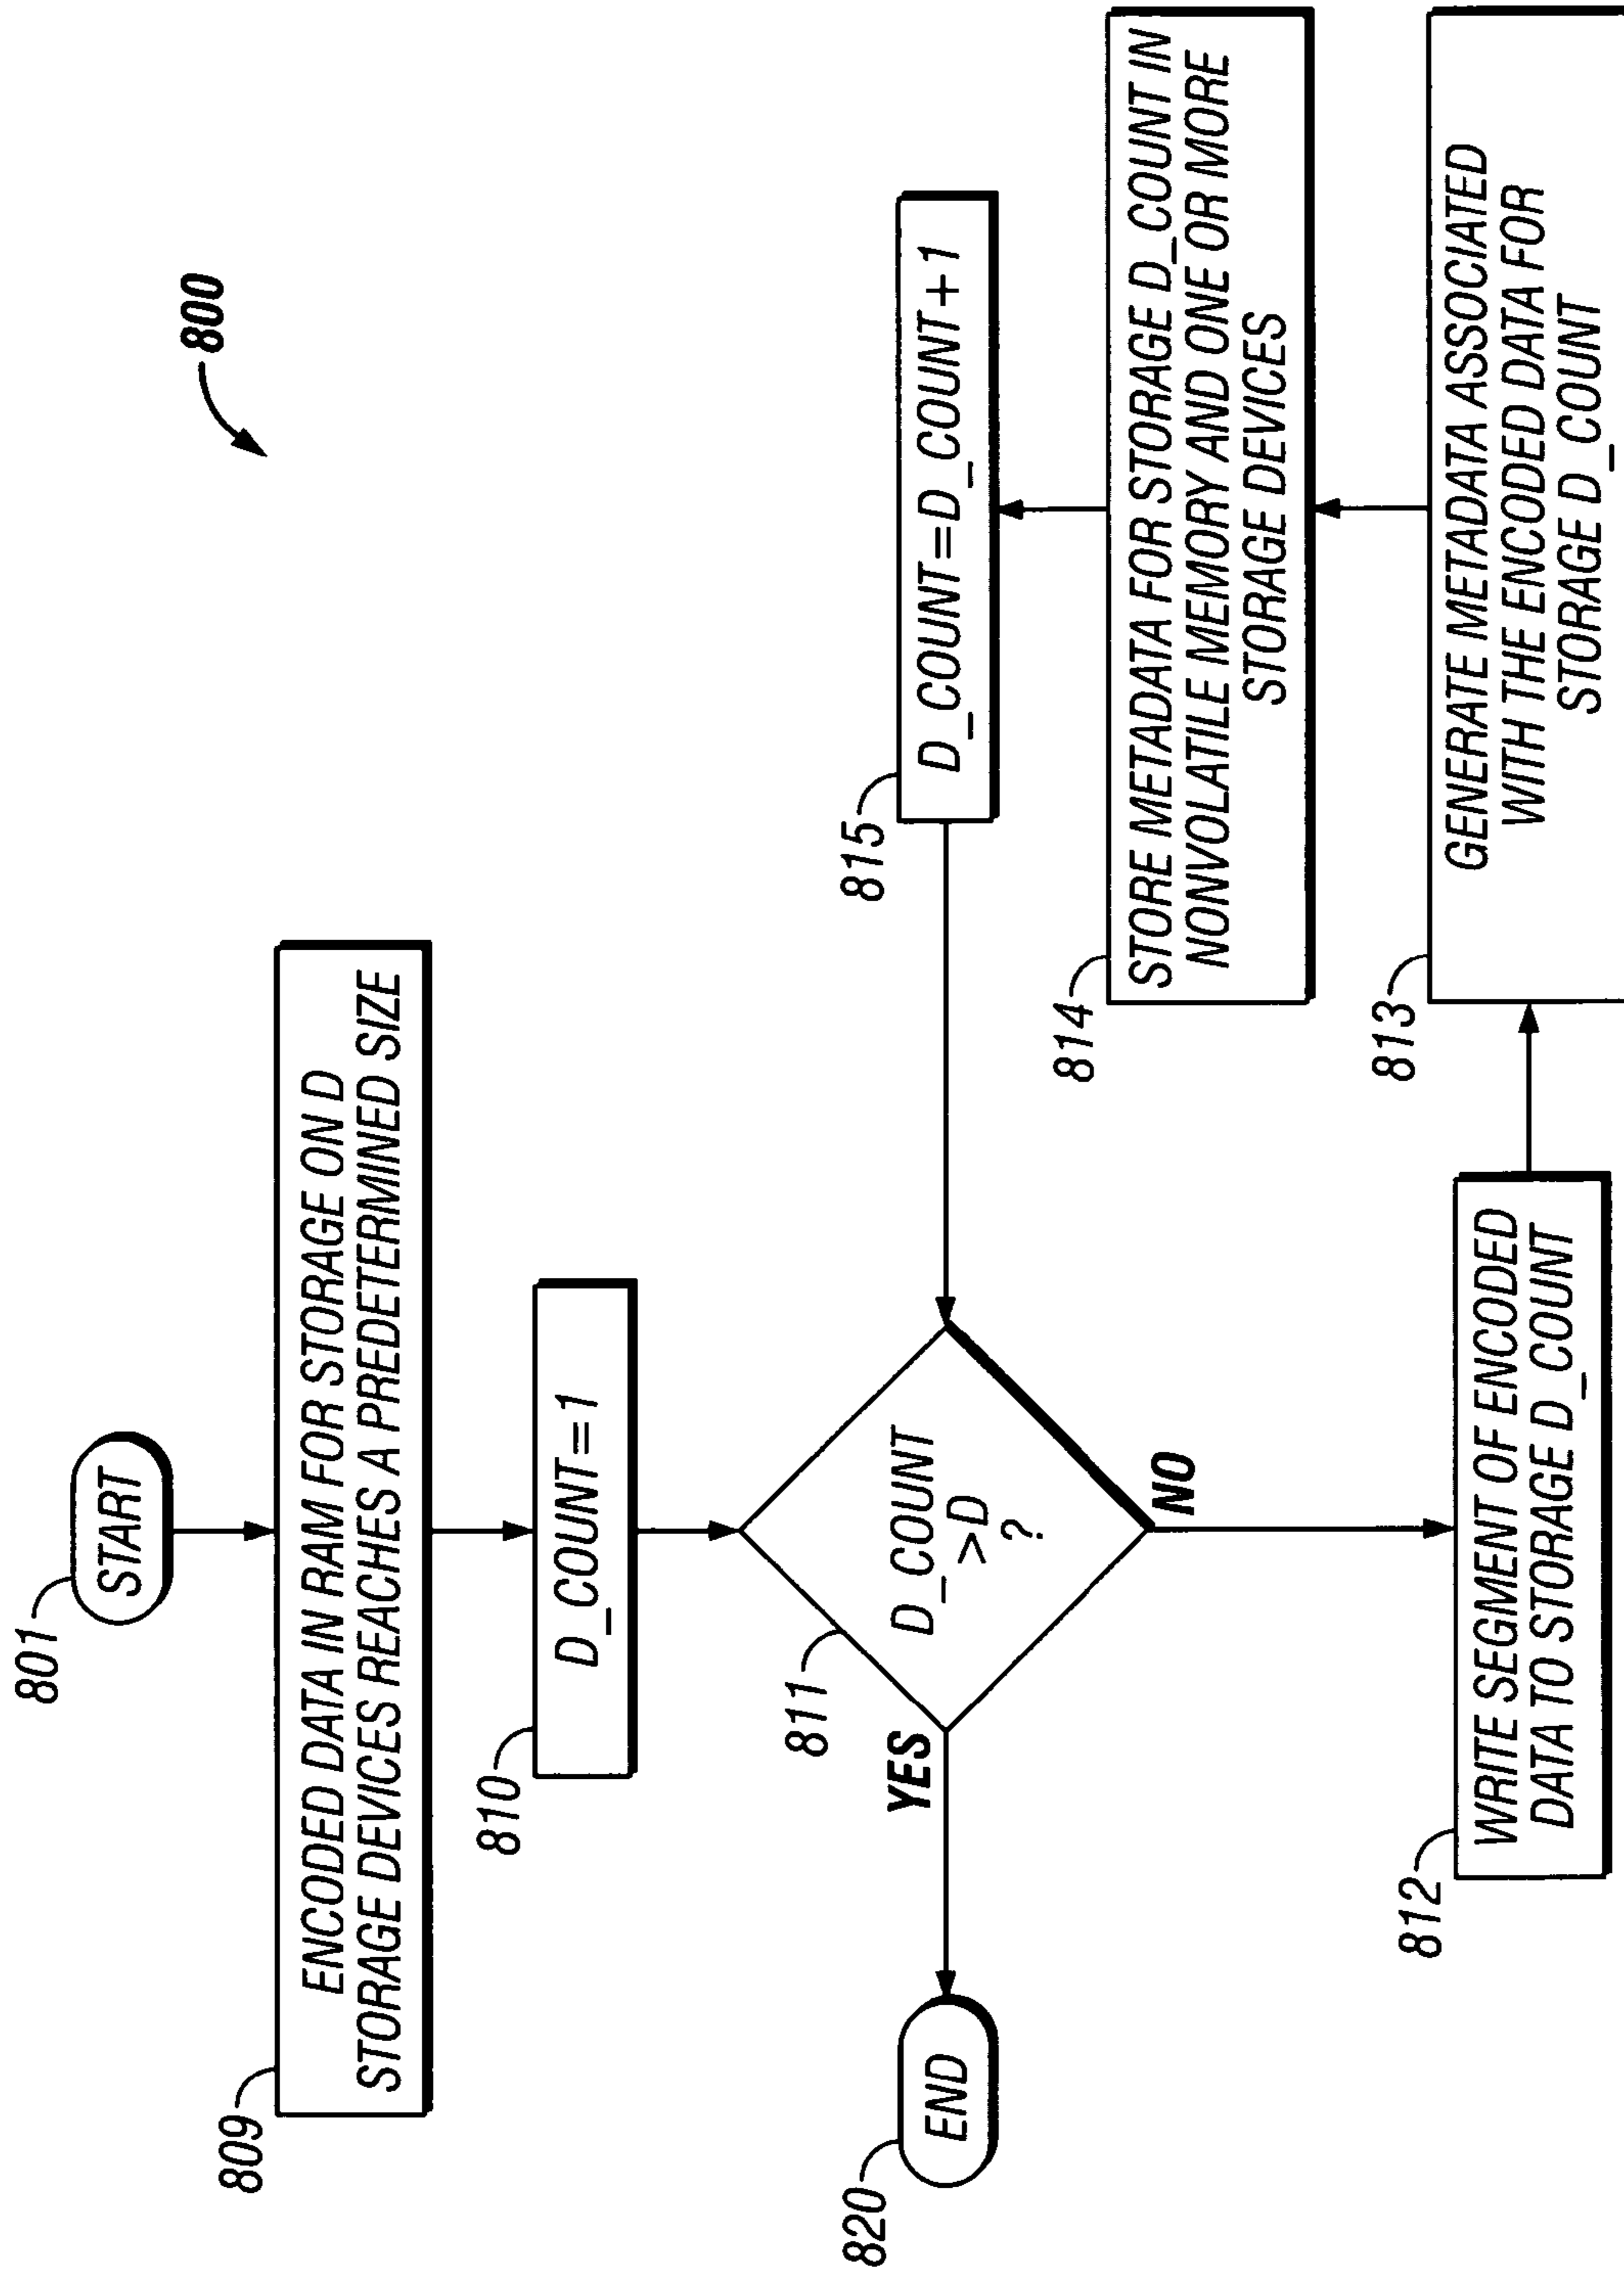 800
801
START
809
ENCODED DATA IN RAM FOR STORAGE ON D
STORAGE DEVICES REACHES A PREDETERMINED SIZE
810
D_COUNT=1
811
D_COUNT
>D
?
YES
NO
820
END
812
WRITE SEGMENT OF ENCODED
DATA TO STORAGE D_COUNT
813
GENERATE METADATA ASSOCIATED
WITH THE ENCODED DATA FOR
STORAGE D_COUNT
814
STORE METADATA FOR STORAGE D_COUNT IN
NONVOLATILE MEMORY AND ONE OR MORE
STORAGE DEVICES
815
D_COUNT=D_COUNT+1